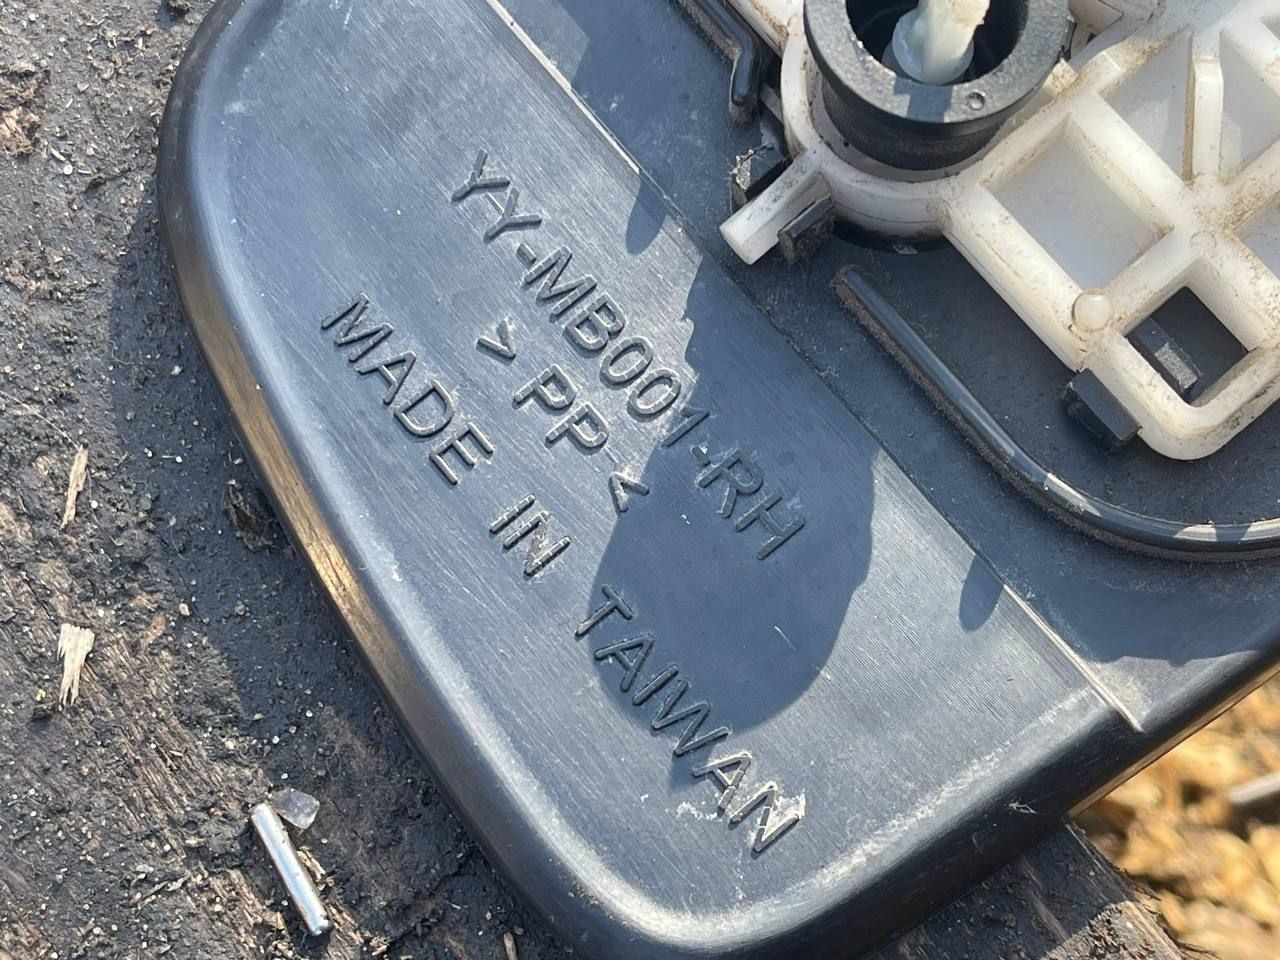 YY-MB001-RH
>PP<
MADE IN TAIWAN